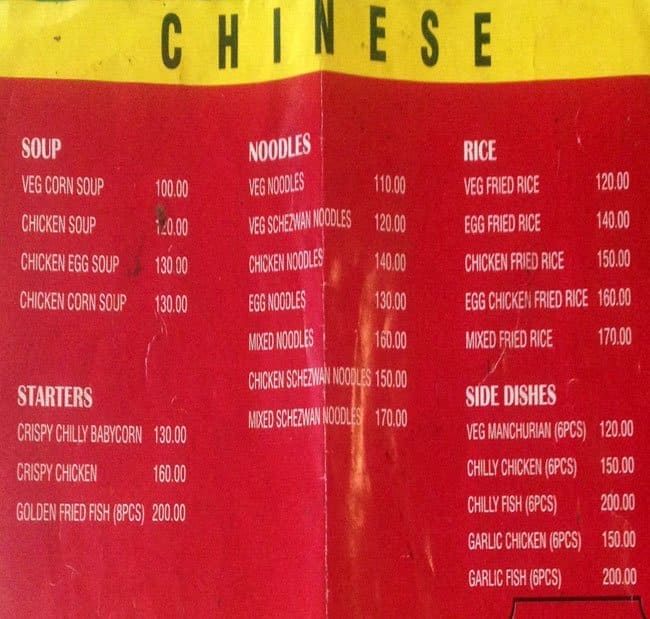 CHINESE
SOUP
VEG CORN SOUP 100.00
CHICKEN SOUP 120.00
CHICKEN EGG SOUP 130.00
CHICKEN CORN SOUP 130.00
STARTERS
CRISPY CHILLY BABYCORN 130.00
CRISPY CHICKEN 160.00
GOLDEN FRIED FISH (8PCS) 200.00
NOODLES
VEG NOODLES 110.00
VEG SCHEZWAN NOODLES 120.00
CHICKEN NOODLES 140.00
EGG NOODLES 130.00
MIXED NOODLES 160.00
CHICKEN SCHEZWAN NOODLES 150.00
MIXED SCHEZWAN NOODLES 170.00
RICE
VEG FRIED RICE 120.00
EGG FRIED RICE 140.00
CHICKEN FRIED RICE 150.00
EGG CHICKEN FRIED RICE 160.00
MIXED FRIED RICE 170.00
SIDE DISHES
VEG MANCHURIAN (6PCS) 120.00
CHILLY CHICKEN (6PCS) 150.00
CHILLY FISH (6PCS) 200.00
GARLIC CHICKEN (6PCS) 150.00
GARLIC FISH (6PCS) 200.00